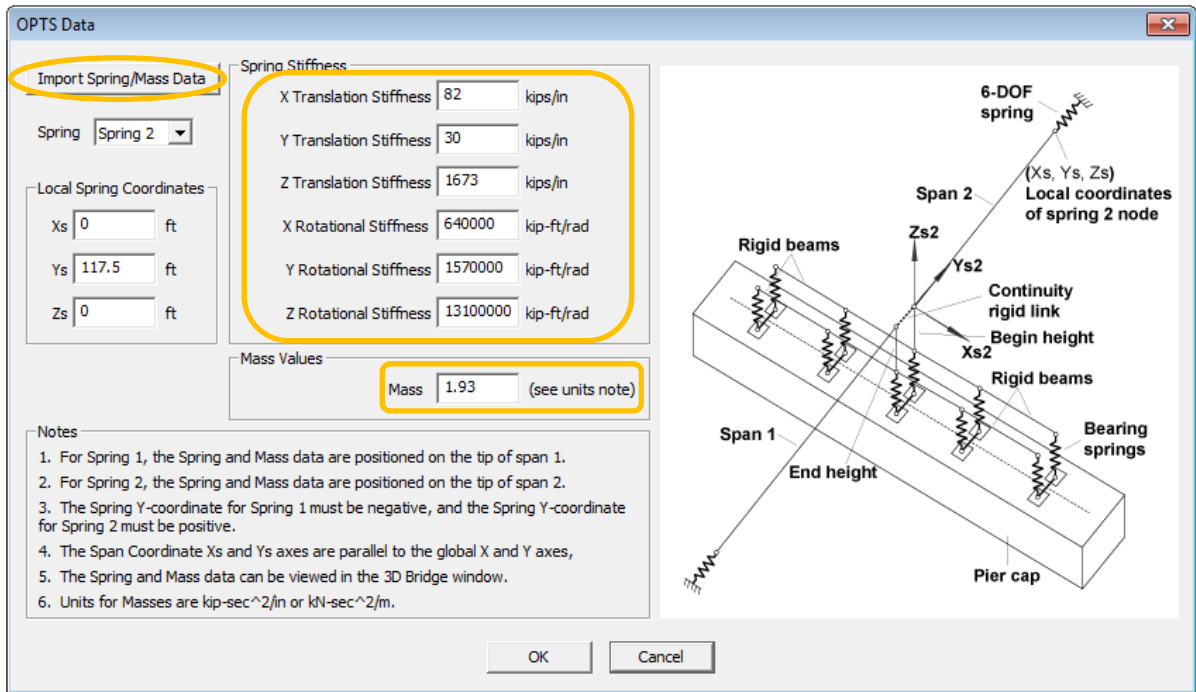 OPTS Data
Import Spring/Mass Data
Spring Spring 2
Local Spring Coordinates
Xs 0 ft
Ys 117.5 ft
Zs 0 ft
Spring Stiffness
X Translation Stiffness 82 kips/in
Y Translation Stiffness 30 kips/in
Z Translation Stiffness 1673 kips/in
X Rotational Stiffness 640000 kip-ft/rad
Y Rotational Stiffness 1570000 kip-ft/rad
Z Rotational Stiffness 13100000 kip-ft/rad
Mass Values
Mass 1.93 (see units note)
Notes
1. For Spring 1, the Spring and Mass data are positioned on the tip of span 1.
2. For Spring 2, the Spring and Mass data are positioned on the tip of span 2.
3. The Spring Y-coordinate for Spring 1 must be negative, and the Spring Y-coordinate
for Spring 2 must be positive.
4. The Span Coordinate Xs and Ys axes are parallel to the global X and Y axes,
5. The Spring and Mass data can be viewed in the 3D Bridge window.
6. Units for Masses are kip-sec^2/in or kN-sec^2/m.
6-DOF
spring
(Xs, Ys, Zs)
Local coordinates
of spring 2 node
Span 2
Zs2
Rigid beams
Ys2
Continuity
rigid link
Begin height
Xs2
Rigid beams
Bearing
springs
Span 1
End height
Pier cap
OK
Cancel